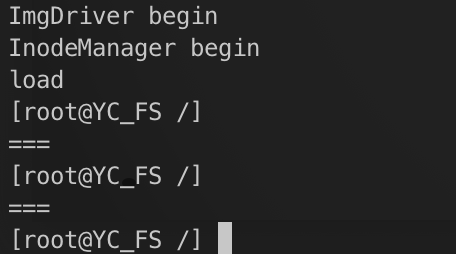 ImgDriver begin
InodeManager begin
load
[root@YC_FS /]
===
[root@YC_FS /]
===
[root@YC_FS /]